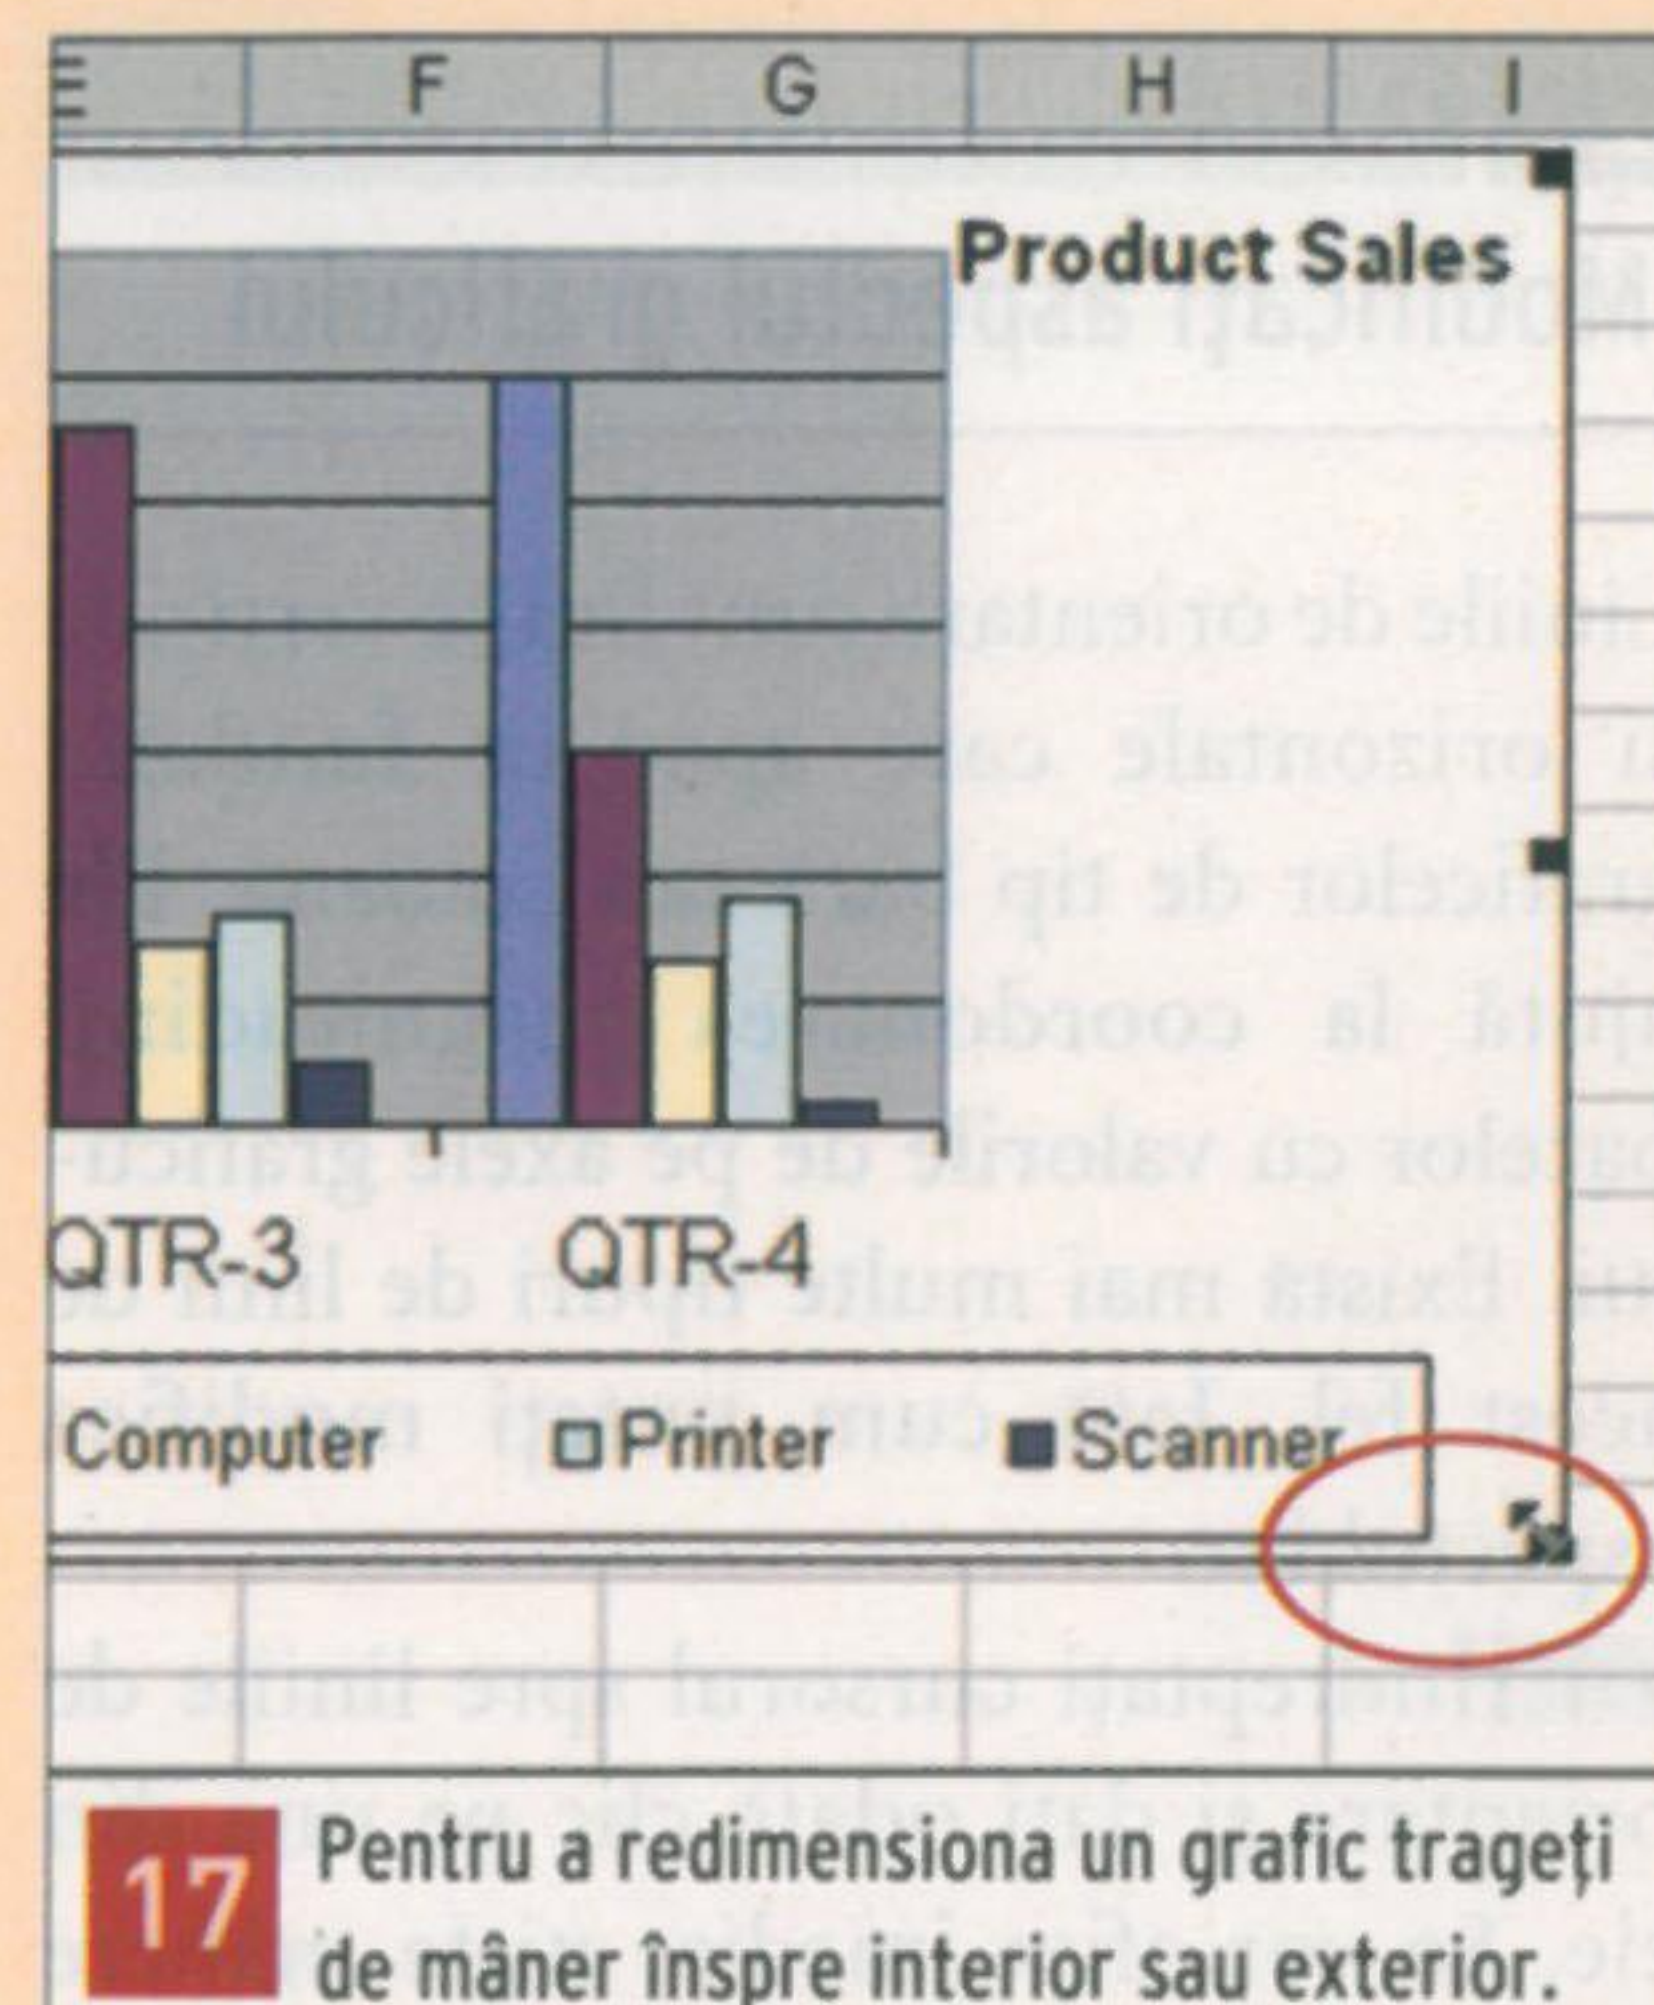 E F G H I
Product Sales
QTR-3 QTR-4
Computer Printer Scanner
17 Pentru a redimensiona un grafic trageți
de mâner înspre interior sau exterior.